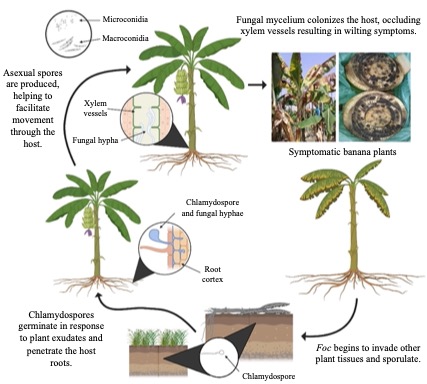 Microconidia
Macroconidia
Fungal mycelium colonizes the host, occluding
xylem vessels resulting in wilting symptoms.
Asexual spores
are produced,
helping to
facilitate
movement
through the
host.
Xylem
vessels
Fungal hypha
Symptomatic banana plants
Chlamydospore
and fungal hyphae
Root
cortex
Chlamydospores
germinate in response
to plant exudates and
penetrate the host
roots.
Foc begins to invade other
plant tissues and sporulate.
Chlamydospore